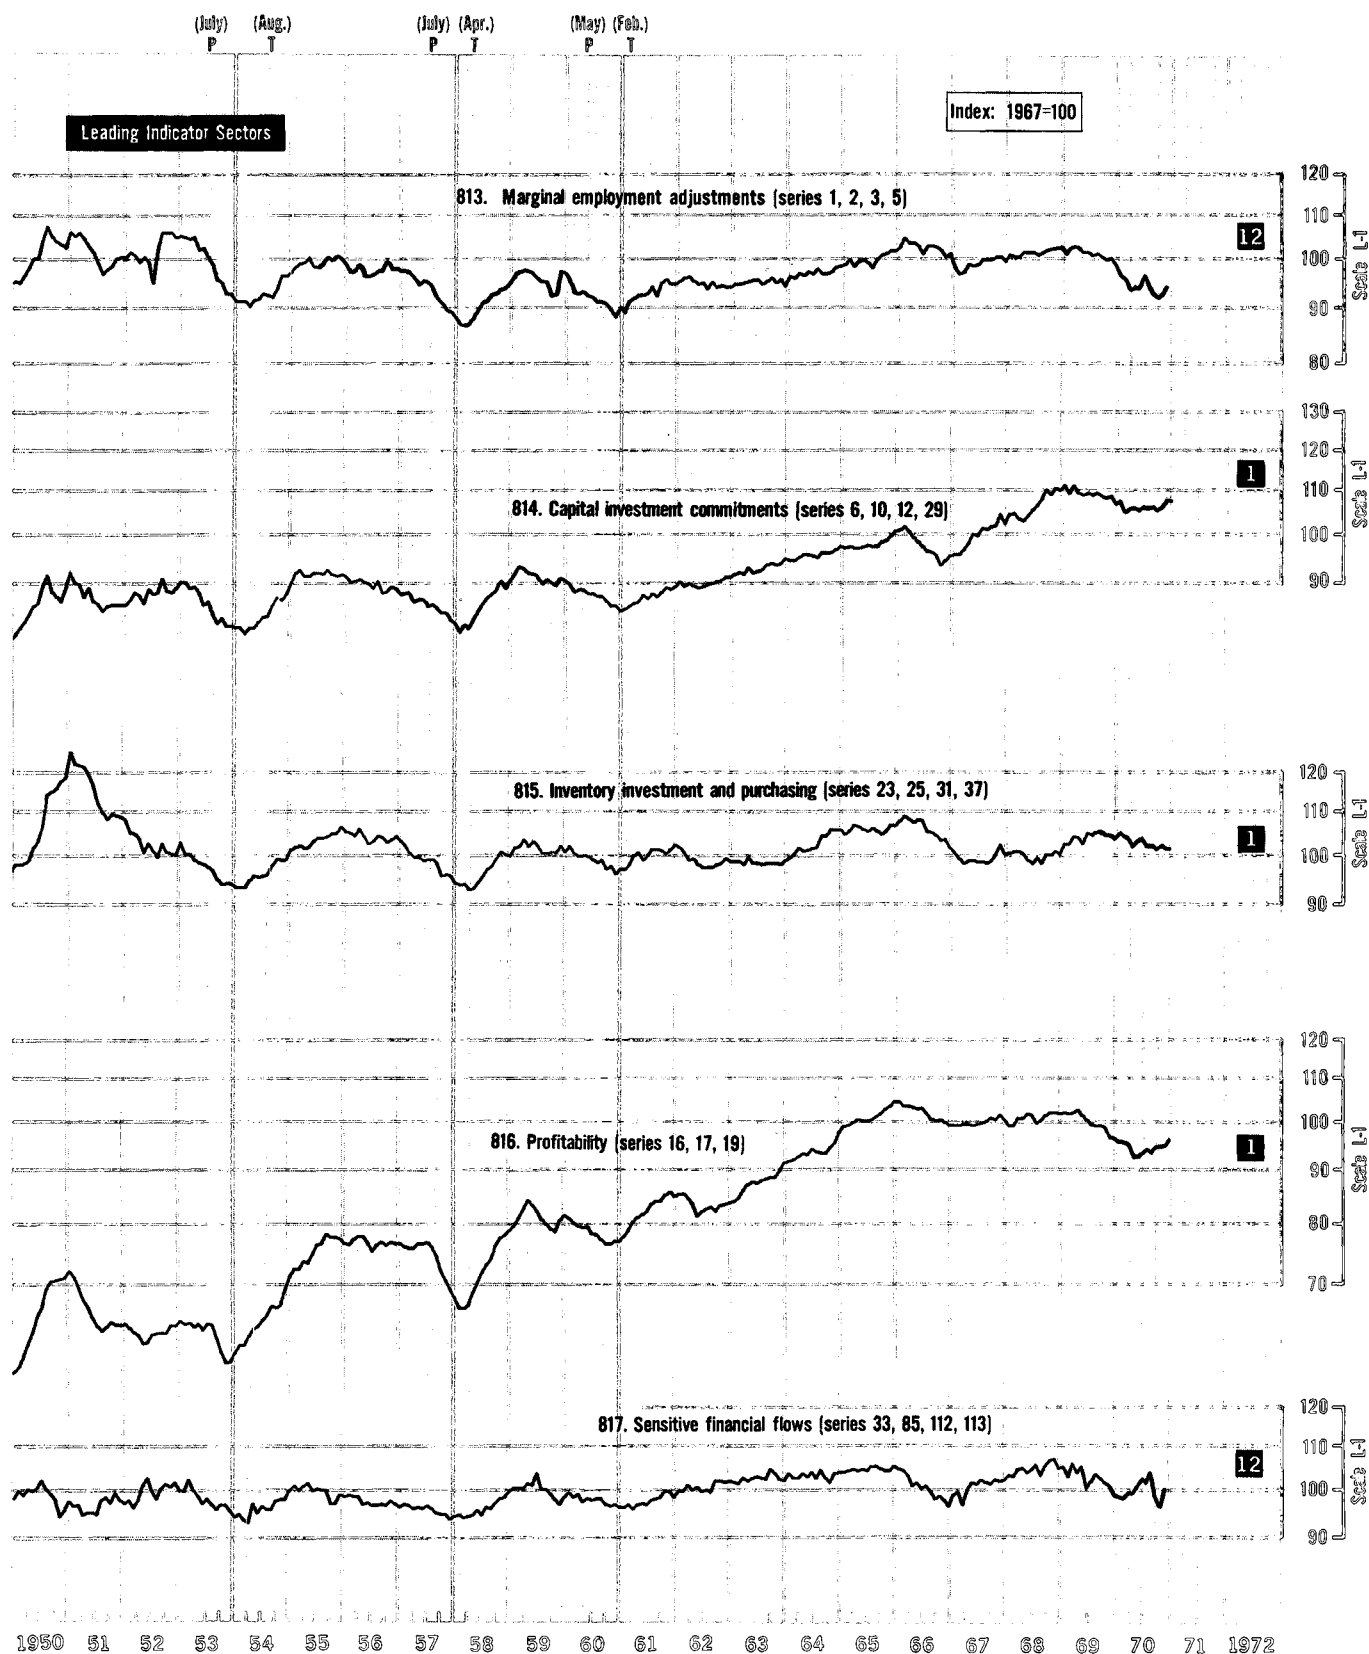 (July) (Aug.) (July) (Apr.) (May) (Feb.)
P T P T P T
Index: 1967=100
Leading Indicator Sectors
120
813. Marginal employment adjustments (series 1, 2, 3, 5)
110
12
100
90
80
Scale L-1
130
120
1
110
814. Capital investment commitments (series 6, 10, 12, 29)
100
90
Scale L-1
120
815. Inventory investment and purchasing (series 23, 25, 31, 37)
110
1
100
90
Scale L-1
120
110
100
816. Profitability (series 16, 17, 19)
1
90
80
70
Scale L-1
120
817. Sensitive financial flows (series 33, 85, 112, 113)
110
12
100
90
Scale L-1
1950 51 52 53 54 55 56 57 58 59 60 61 62 63 64 65 66 67 68 69 70 71 1972